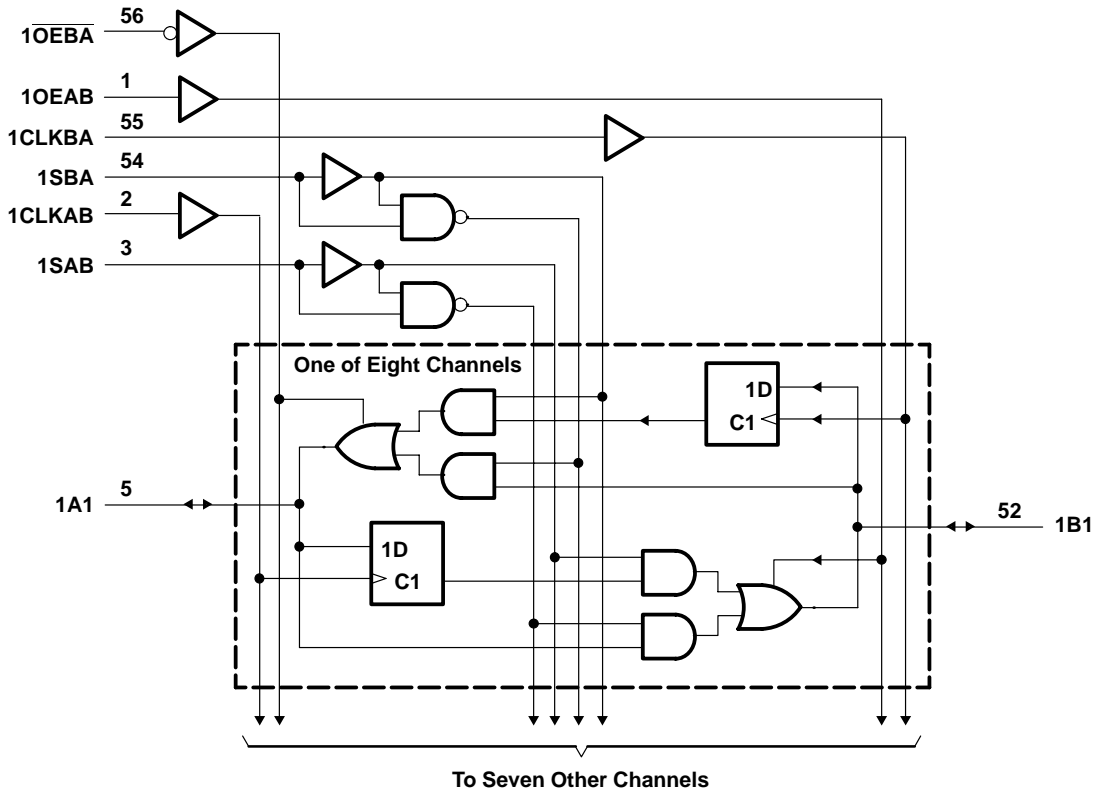 1OEBA 56
1OEAB 1
1CLKBA 55
1SBA 54
1CLKAB 2
1SAB 3
One of Eight Channels
1D
C1
1A1 5
1D
C1
52 1B1
To Seven Other Channels